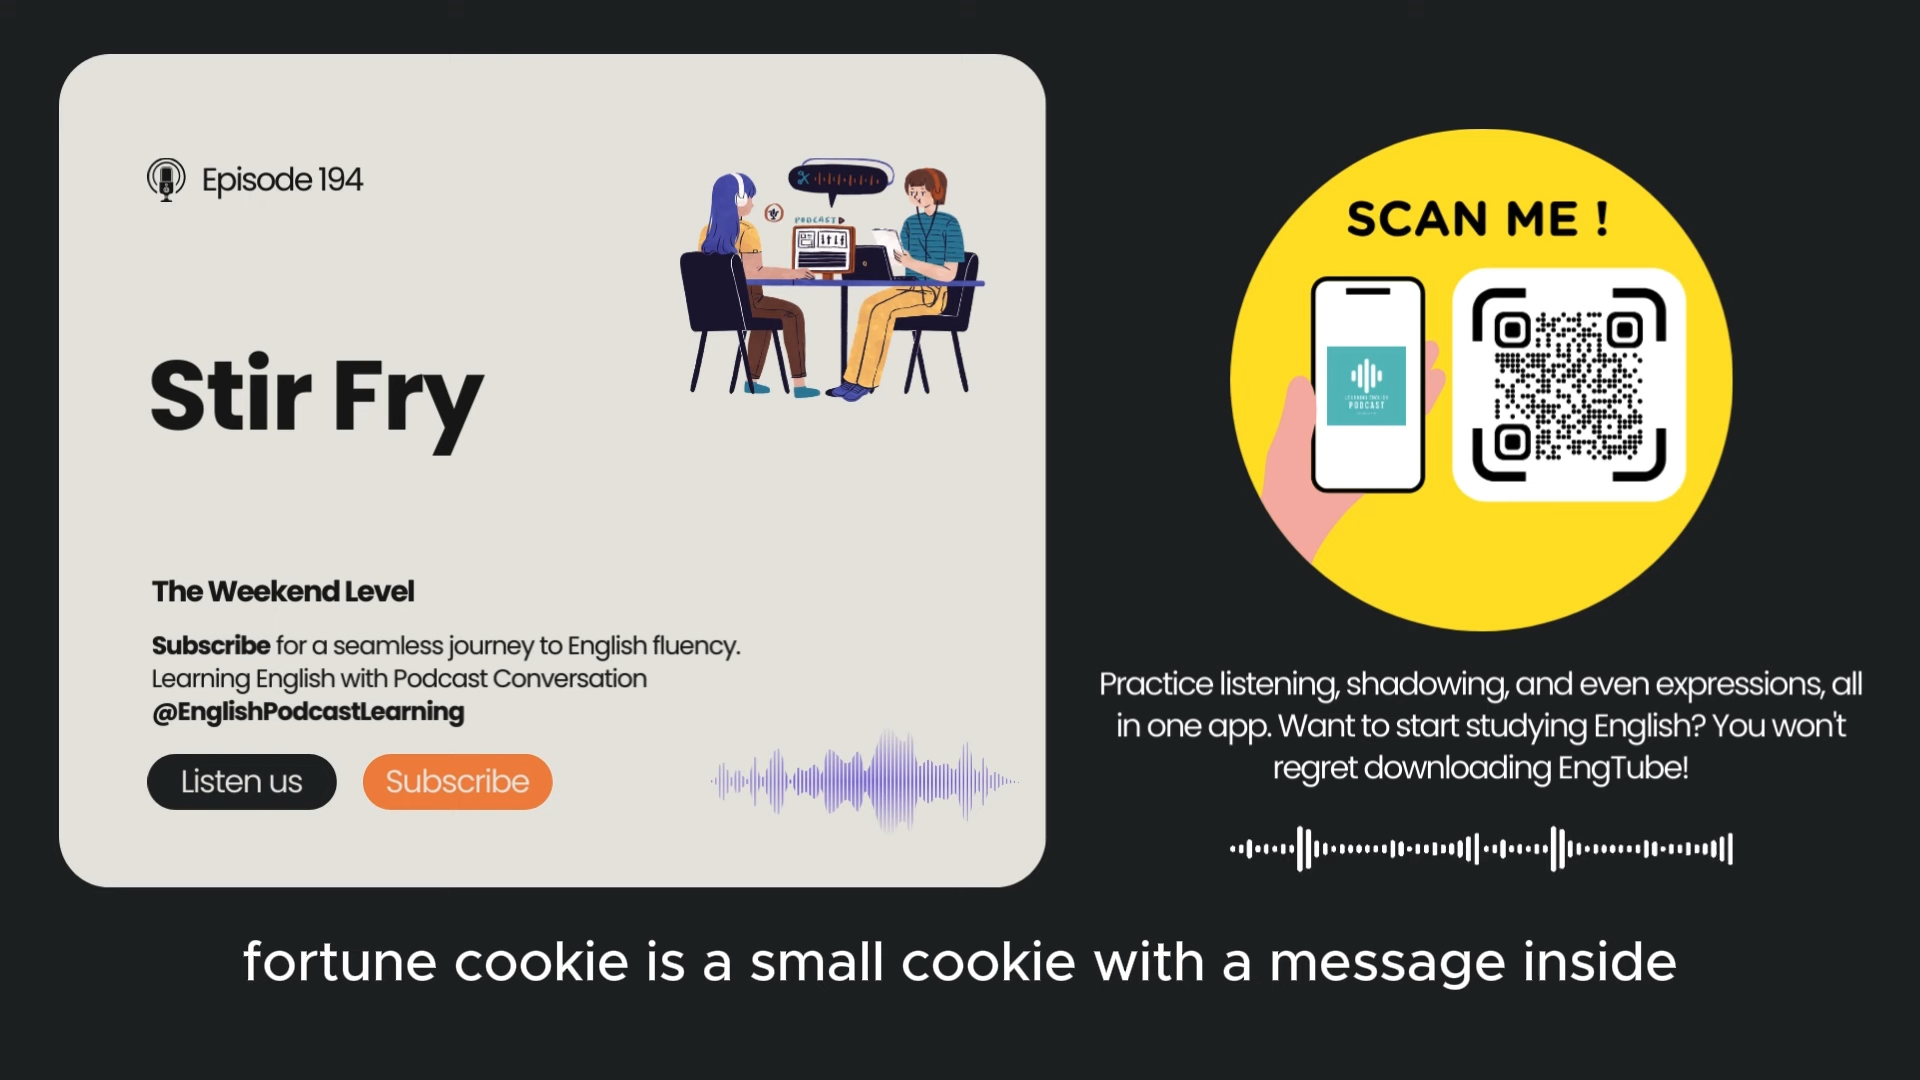 Episode 194
PODCAST
Stir Fry
The Weekend Level
Subscribe for a seamless journey to English fluency.
Learning English with Podcast Conversation
@EnglishPodcastLearning
Listen us
Subscribe
SCAN ME !
PODCAST
Practice listening, shadowing, and even expressions, all
in one app. Want to start studying English? You won't
regret downloading EngTube!
fortune cookie is a small cookie with a message inside